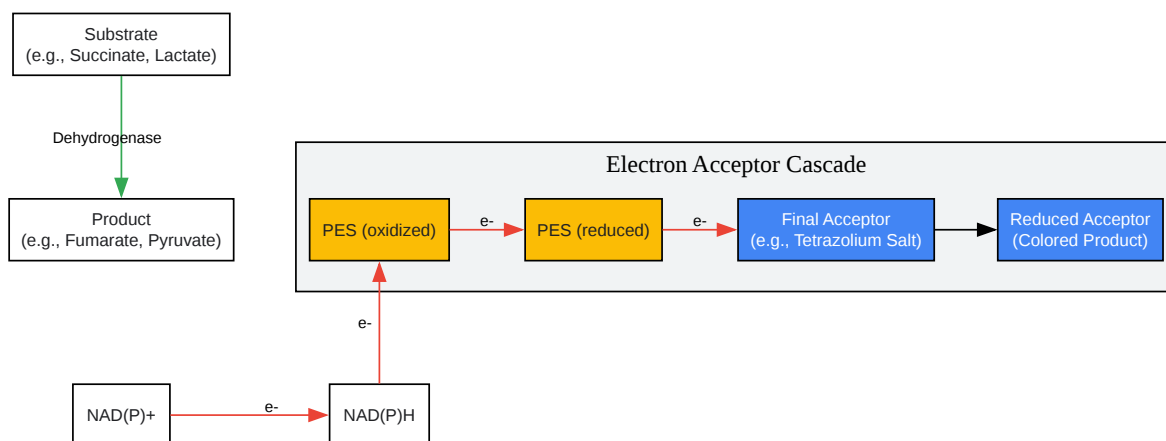 Substrate
(e.g., Succinate, Lactate)
Dehydrogenase
Product
(e.g., Fumarate, Pyruvate)
Electron Acceptor Cascade
PES (oxidized)
e-
PES (reduced)
e-
Final Acceptor
(e.g., Tetrazolium Salt)
Reduced Acceptor
(Colored Product)
e-
NAD(P)+
e-
NAD(P)H